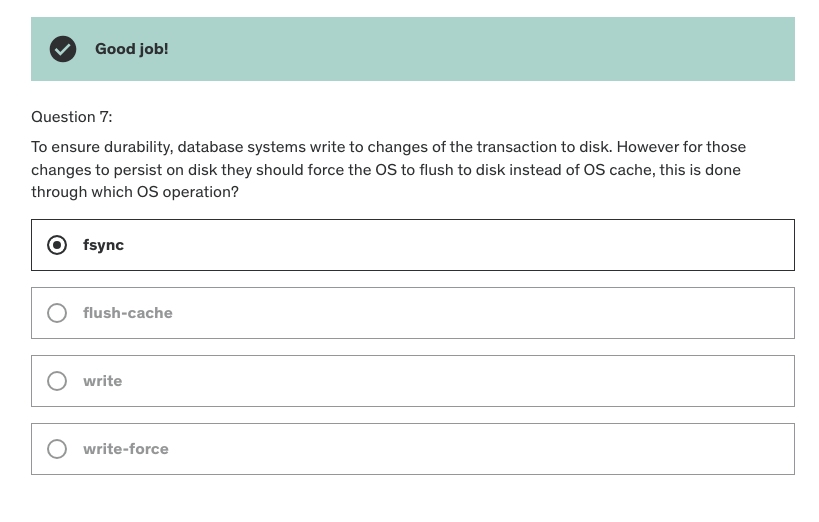 Good job!
Question 7:
To ensure durability, database systems write to changes of the transaction to disk. However for those
changes to persist on disk they should force the OS to flush to disk instead of OS cache, this is done
through which OS operation?
fsync
flush-cache
write
write-force